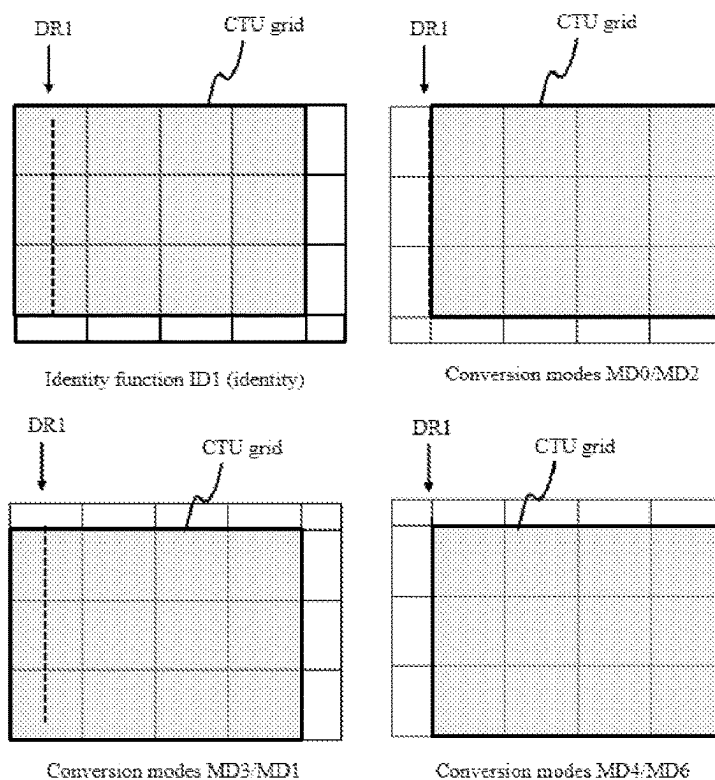 DR1
CTU grid
DR1
CTU grid
Identity function ID1 (identity)
Conversion modes MD0/MD2
DR1
CTU grid
DR1
CTU grid
Conversion modes MD3/MD1
Conversion modes MD4/MD6